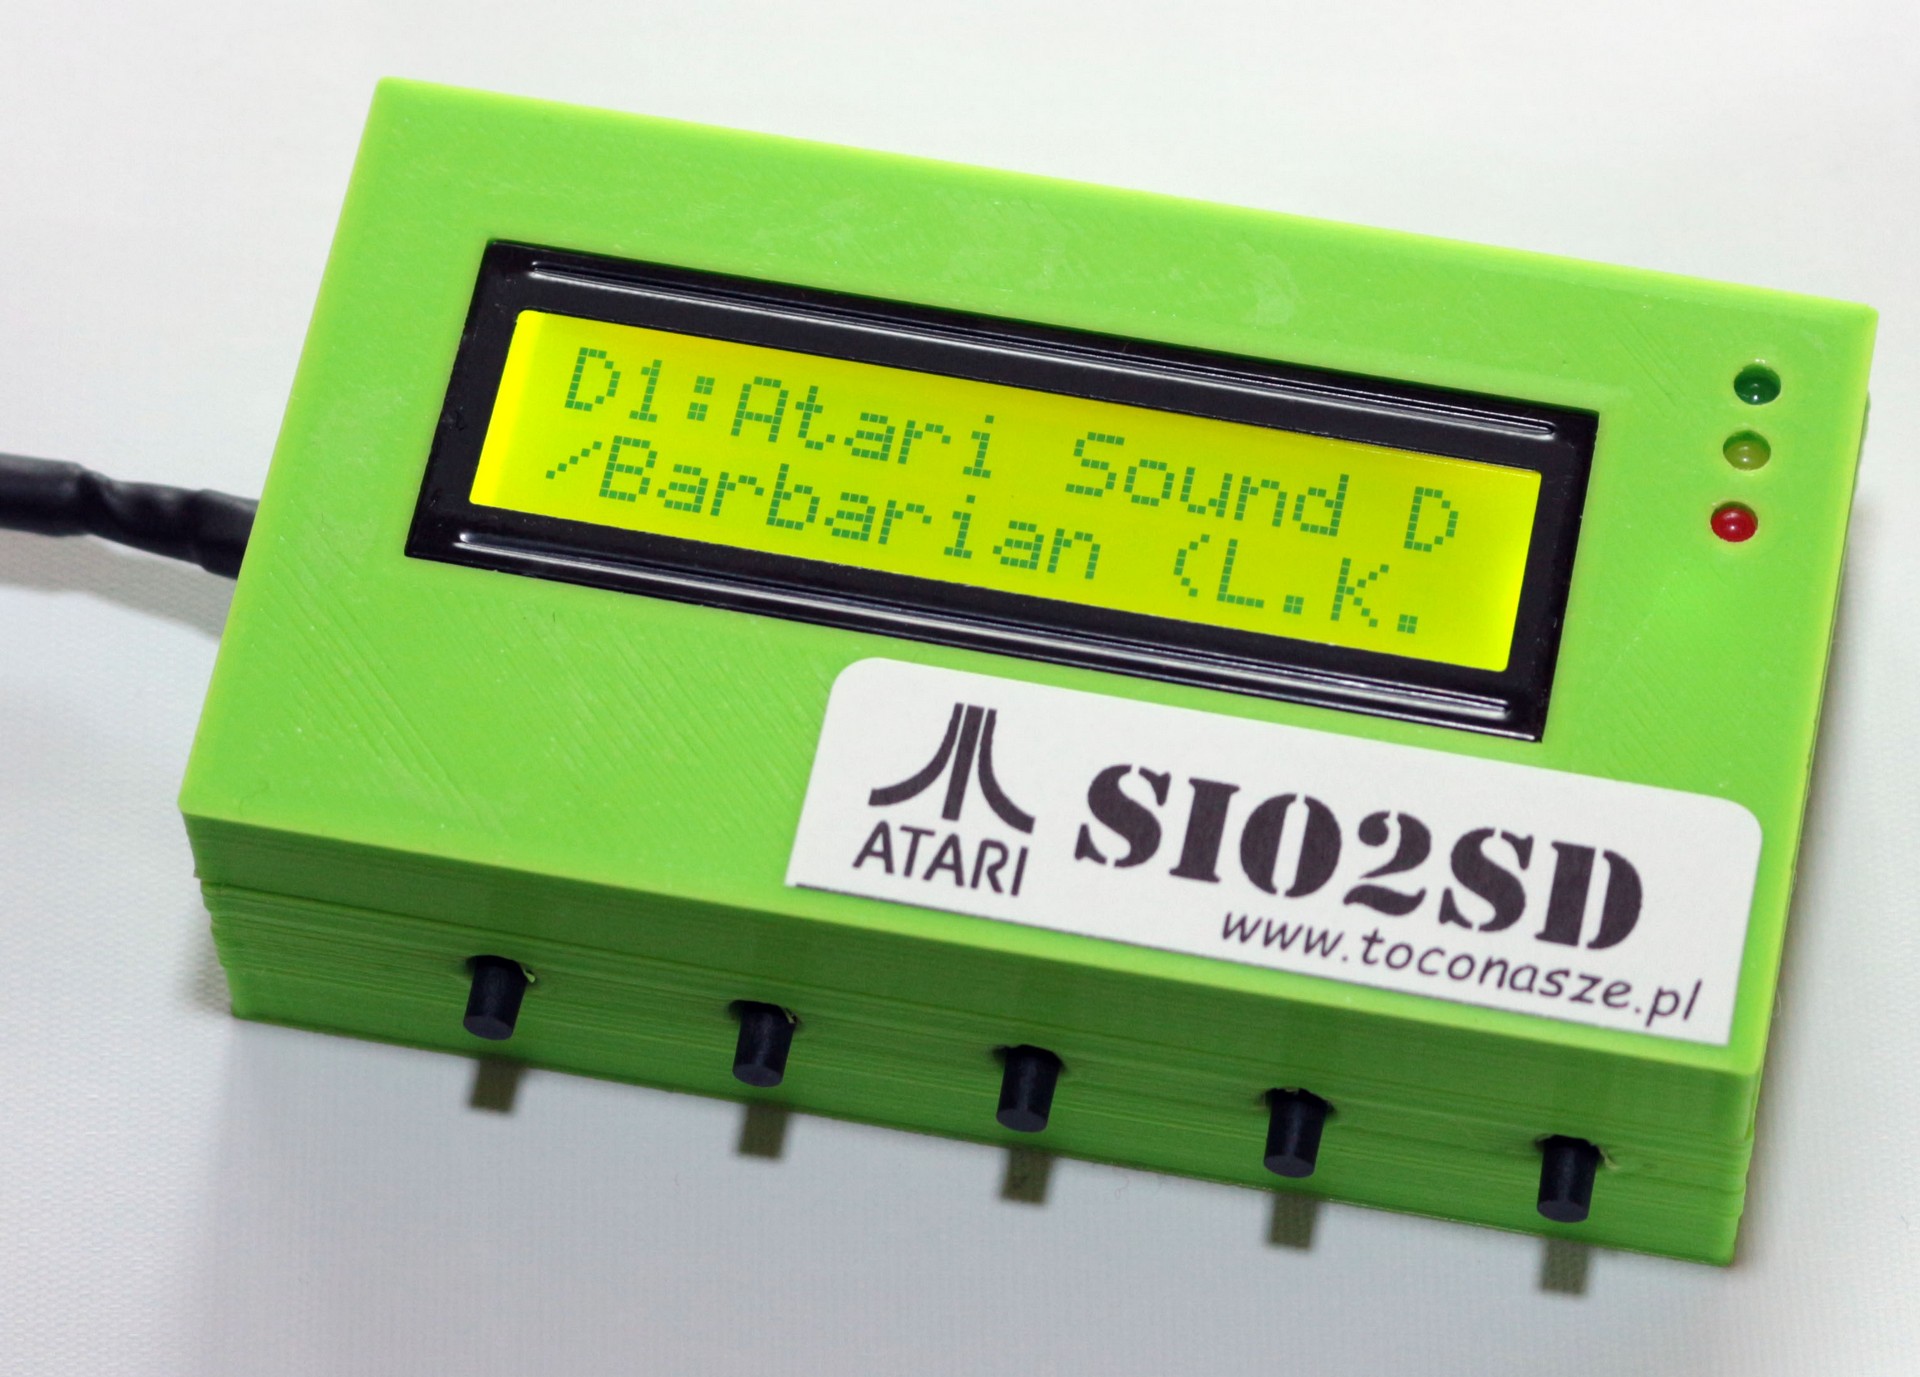 D1:Atari Sound D
/Barbarian (L.K.
ATARI
SIO2SD
www.toconasze.pl